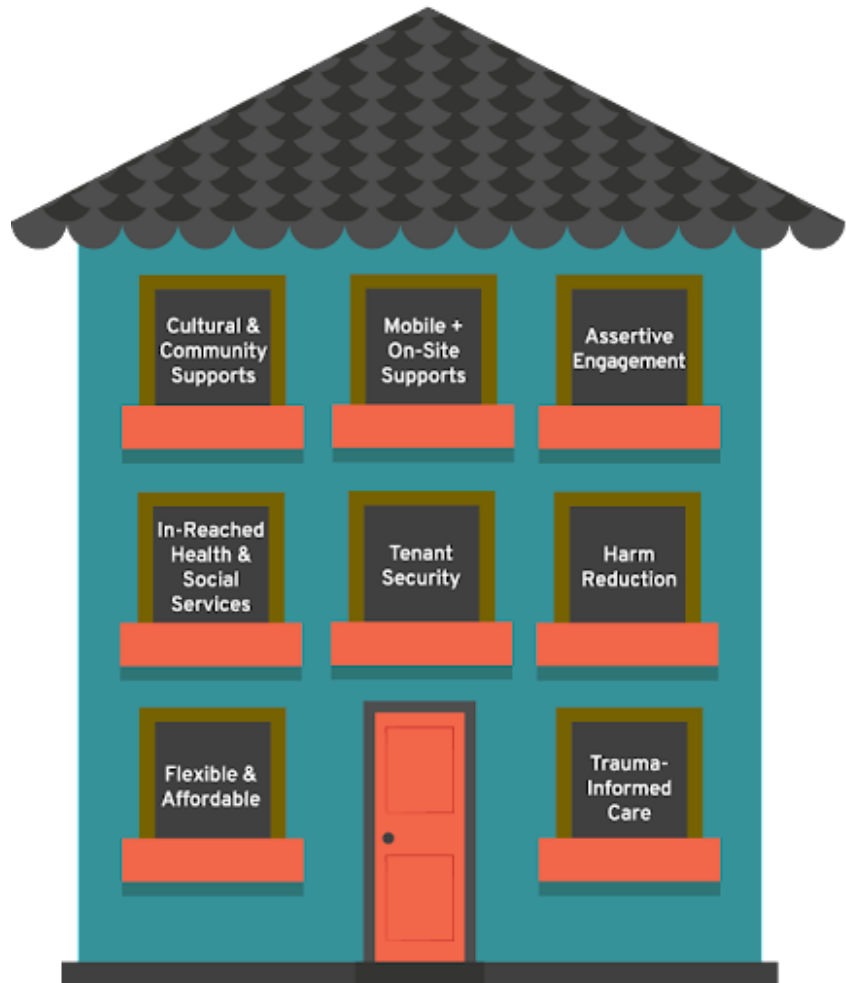 Cultural &
Community
Supports
Mobile +
On-Site
Supports
Assertive
Engagement
In-Reached
Health &
Social
Services
Tenant
Security
Harm
Reduction
Flexible &
Affordable
Trauma-
Informed
Care